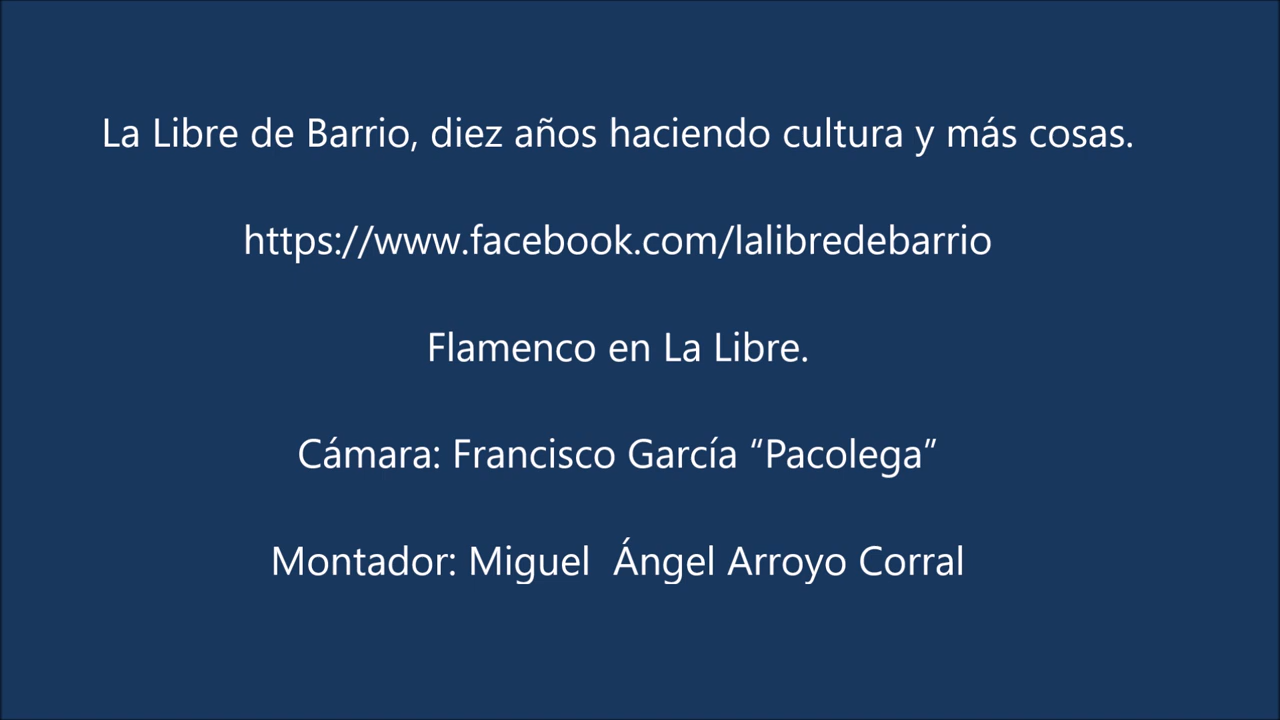 La Libre de Barrio, diez años haciendo cultura y más cosas.
https://www.facebook.com/lalibredebarrio
Flamenco en La Libre.
Cámara: Francisco García “Pacolega”
Montador: Miguel  Ángel Arroyo Corral